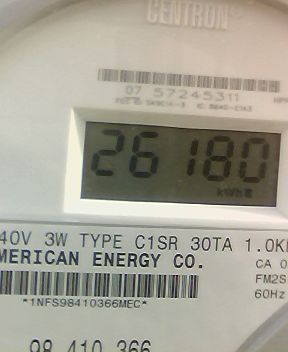 CENTRON®
07 57245311
26180
kWh
40V 3W TYPE C1SR 30TA 1.0K
MERICAN ENERGY CO.
CA 0
FM2S
60Hz
*1NFS98410366MEC*
98 410 366